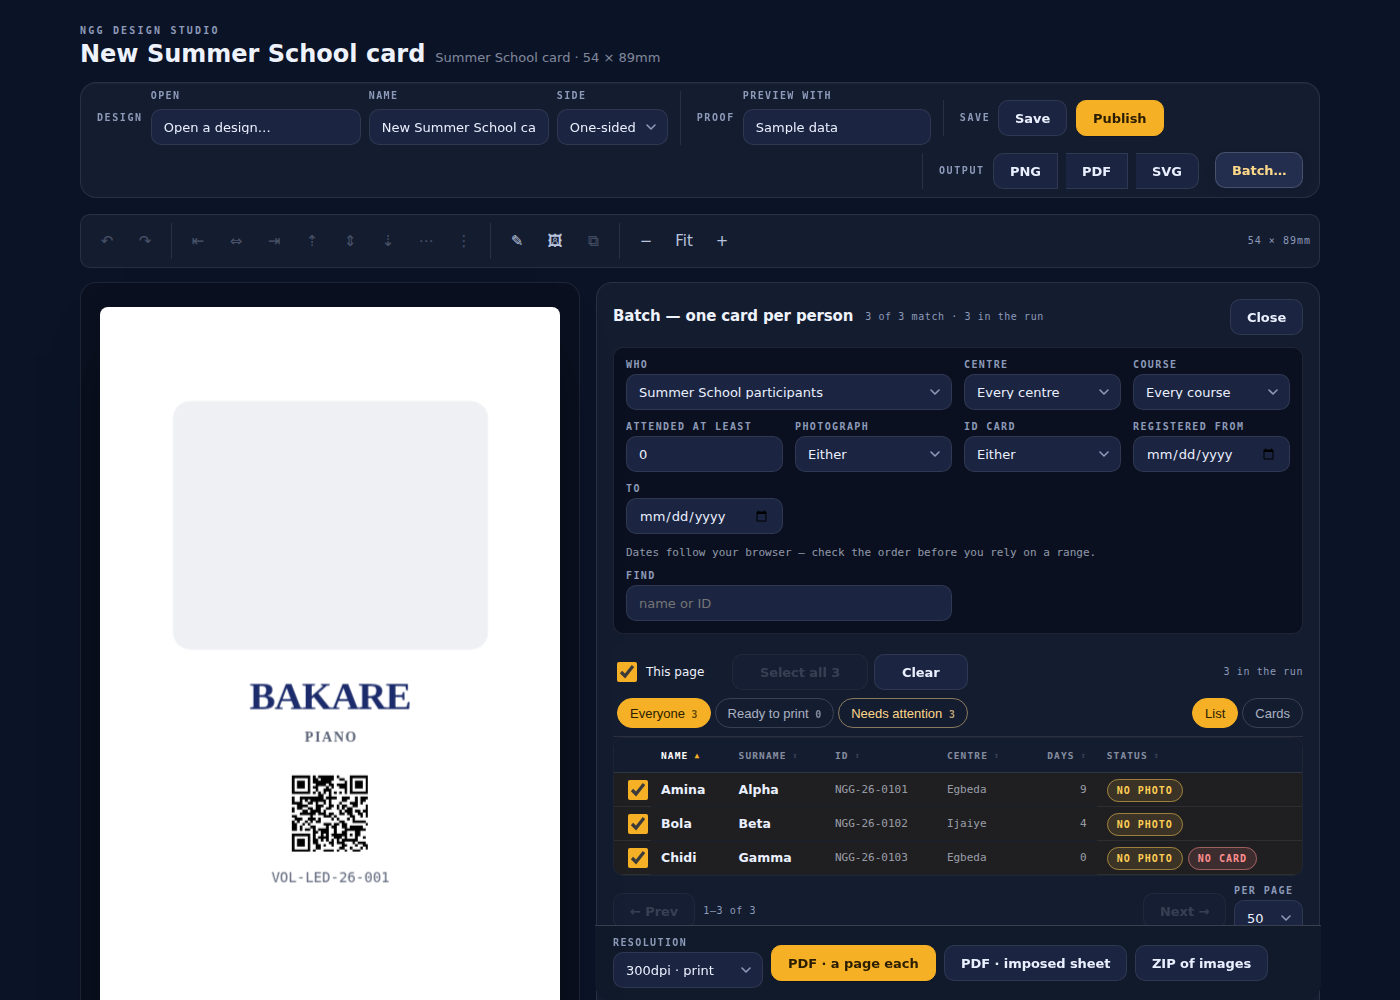 NGG DESIGN STUDIO
New Summer School card Summer School card · 54 × 89mm
OPEN NAME SIDE PREVIEW WITH
DESIGN Open a design... New Summer School ca One-sided PROOF Sample data SAVE Save Publish
OUTPUT PNG PDF SVG Batch…
− Fit + 54 × 89mm
BAKARE
PIANO
VOL-LED-26-001
Batch — one card per person 3 of 3 match · 3 in the run Close
WHO CENTRE COURSE
Summer School participants Every centre Every course
ATTENDED AT LEAST PHOTOGRAPH ID CARD REGISTERED FROM
0 Either Either mm/dd/yyyy
TO
mm/dd/yyyy
Dates follow your browser — check the order before you rely on a range.
FIND
name or ID
This page Select all 3 Clear 3 in the run
Everyone 3 Ready to print 0 Needs attention 3 List Cards
NAME ▲ SURNAME ↕ ID ↕ CENTRE ↕ DAYS ↕ STATUS ↕
Amina Alpha NGG-26-0101 Egbeda 9 NO PHOTO
Bola Beta NGG-26-0102 Ijaiye 4 NO PHOTO
Chidi Gamma NGG-26-0103 Egbeda 0 NO PHOTO NO CARD
PER PAGE
← Prev 1–3 of 3 Next → 50
RESOLUTION
300dpi · print PDF · a page each PDF · imposed sheet ZIP of images